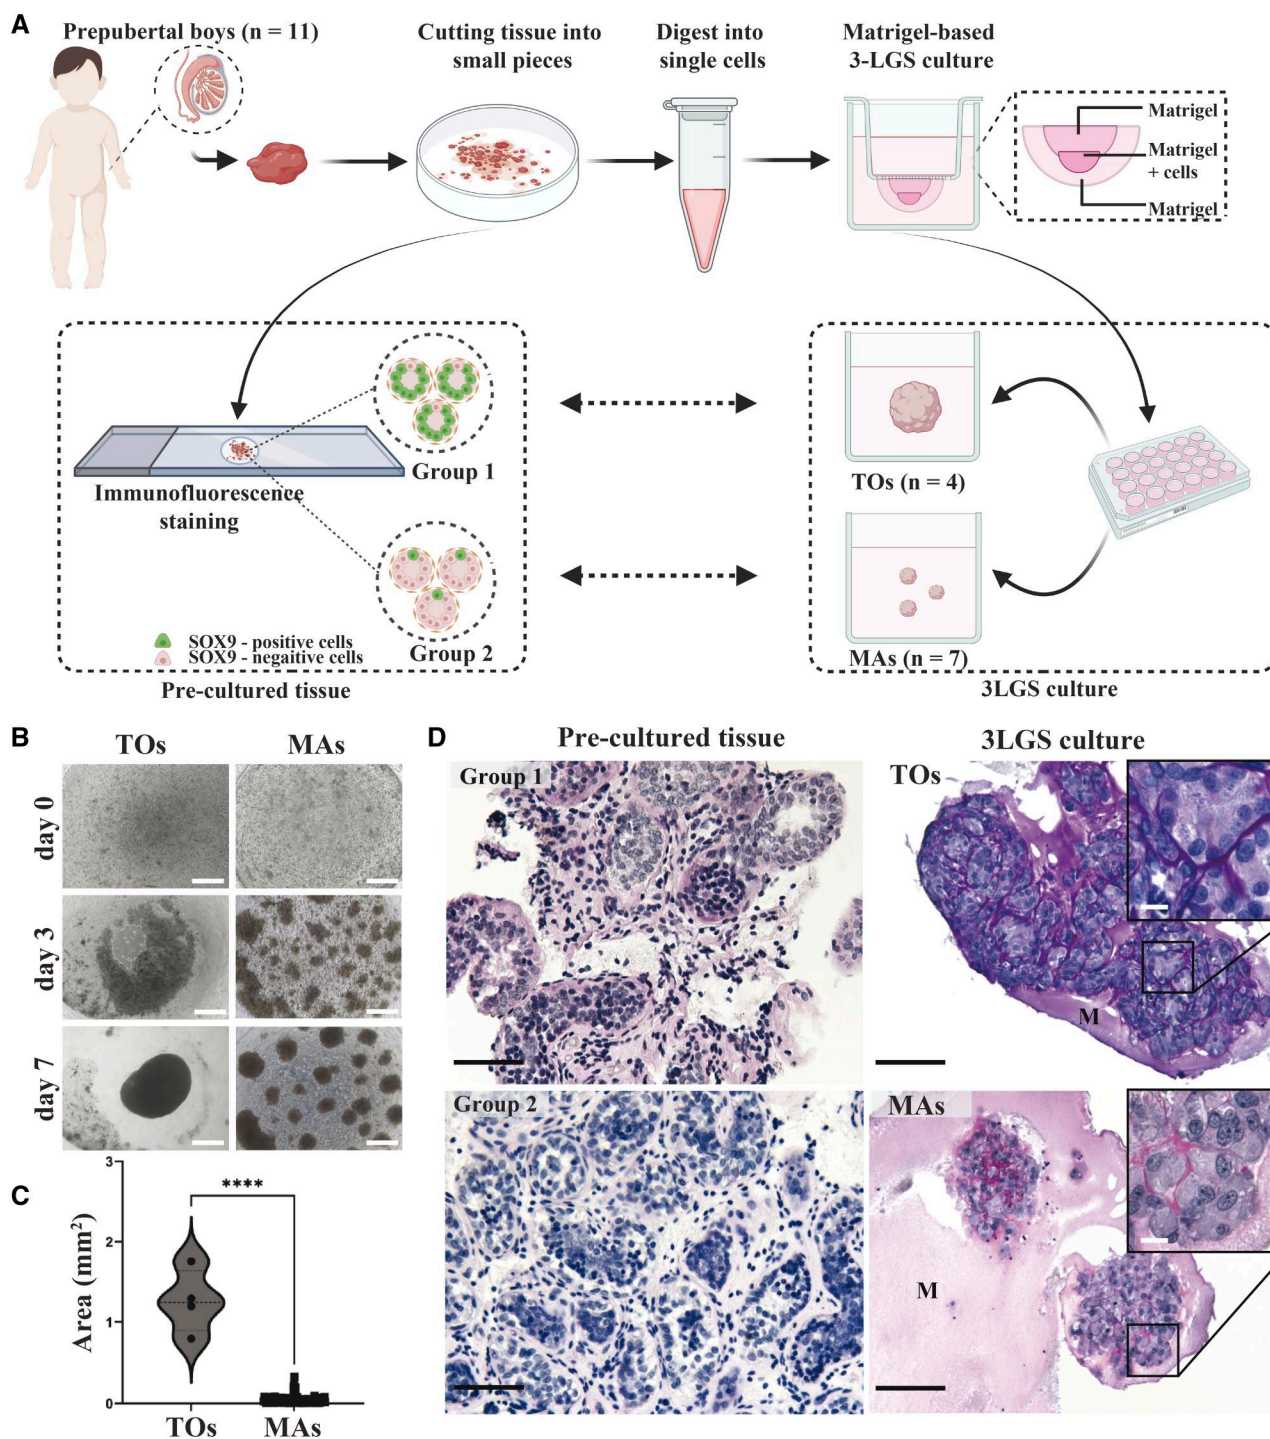 A
Prepubertal boys (n = 11)
Cutting tissue into
small pieces
Digest into
single cells
Matrigel-based
3-LGS culture
Matrigel
Matrigel
+ cells
Matrigel
Immunofluorescence
staining
Group 1
Group 2
SOX9 - positive cells
SOX9 - negaitive cells
Pre-cultured tissue
TOs (n = 4)
MAs (n = 7)
3LGS culture
B
TOs
MAs
day 0
day 3
day 7
C
Area (mm²)
3
2
1
0
****
TOs
MAs
D
Pre-cultured tissue
3LGS culture
Group 1
TOs
M
Group 2
MAs
M